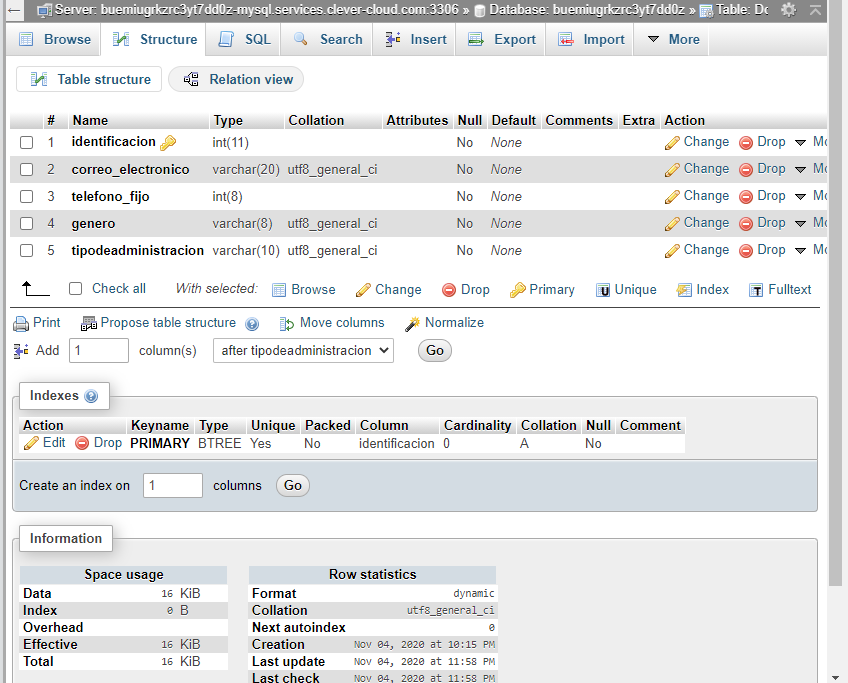 Server: buemiugrkzrc3yt7dd0z-mysql.services.clever-cloud.com:3306 » Database: buemiugrkzrc3yt7dd0z » Table: Do
Browse Structure SQL Search Insert Export Import More
Table structure Relation view
# Name Type Collation Attributes Null Default Comments Extra Action
1 identificacion int(11) No None Change Drop Mo
2 correo_electronico varchar(20) utf8_general_ci No None Change Drop Mo
3 telefono_fijo int(8) No None Change Drop Mo
4 genero varchar(8) utf8_general_ci No None Change Drop Mo
5 tipodeadministracion varchar(10) utf8_general_ci No None Change Drop Mo
Check all With selected: Browse Change Drop Primary Unique Index Fulltext
Print Propose table structure Move columns Normalize
Add 1 column(s) after tipodeadministracion Go
Indexes
Action Keyname Type Unique Packed Column Cardinality Collation Null Comment
Edit Drop PRIMARY BTREE Yes No identificacion 0 A No
Create an index on 1 columns Go
Information
Space usage
Data 16 KiB
Index 0 B
Overhead
Effective 16 KiB
Total 16 KiB
Row statistics
Format dynamic
Collation utf8_general_ci
Next autoindex 0
Creation Nov 04, 2020 at 10:15 PM
Last update Nov 04, 2020 at 11:58 PM
Last check Nov 04, 2020 at 11:58 PM